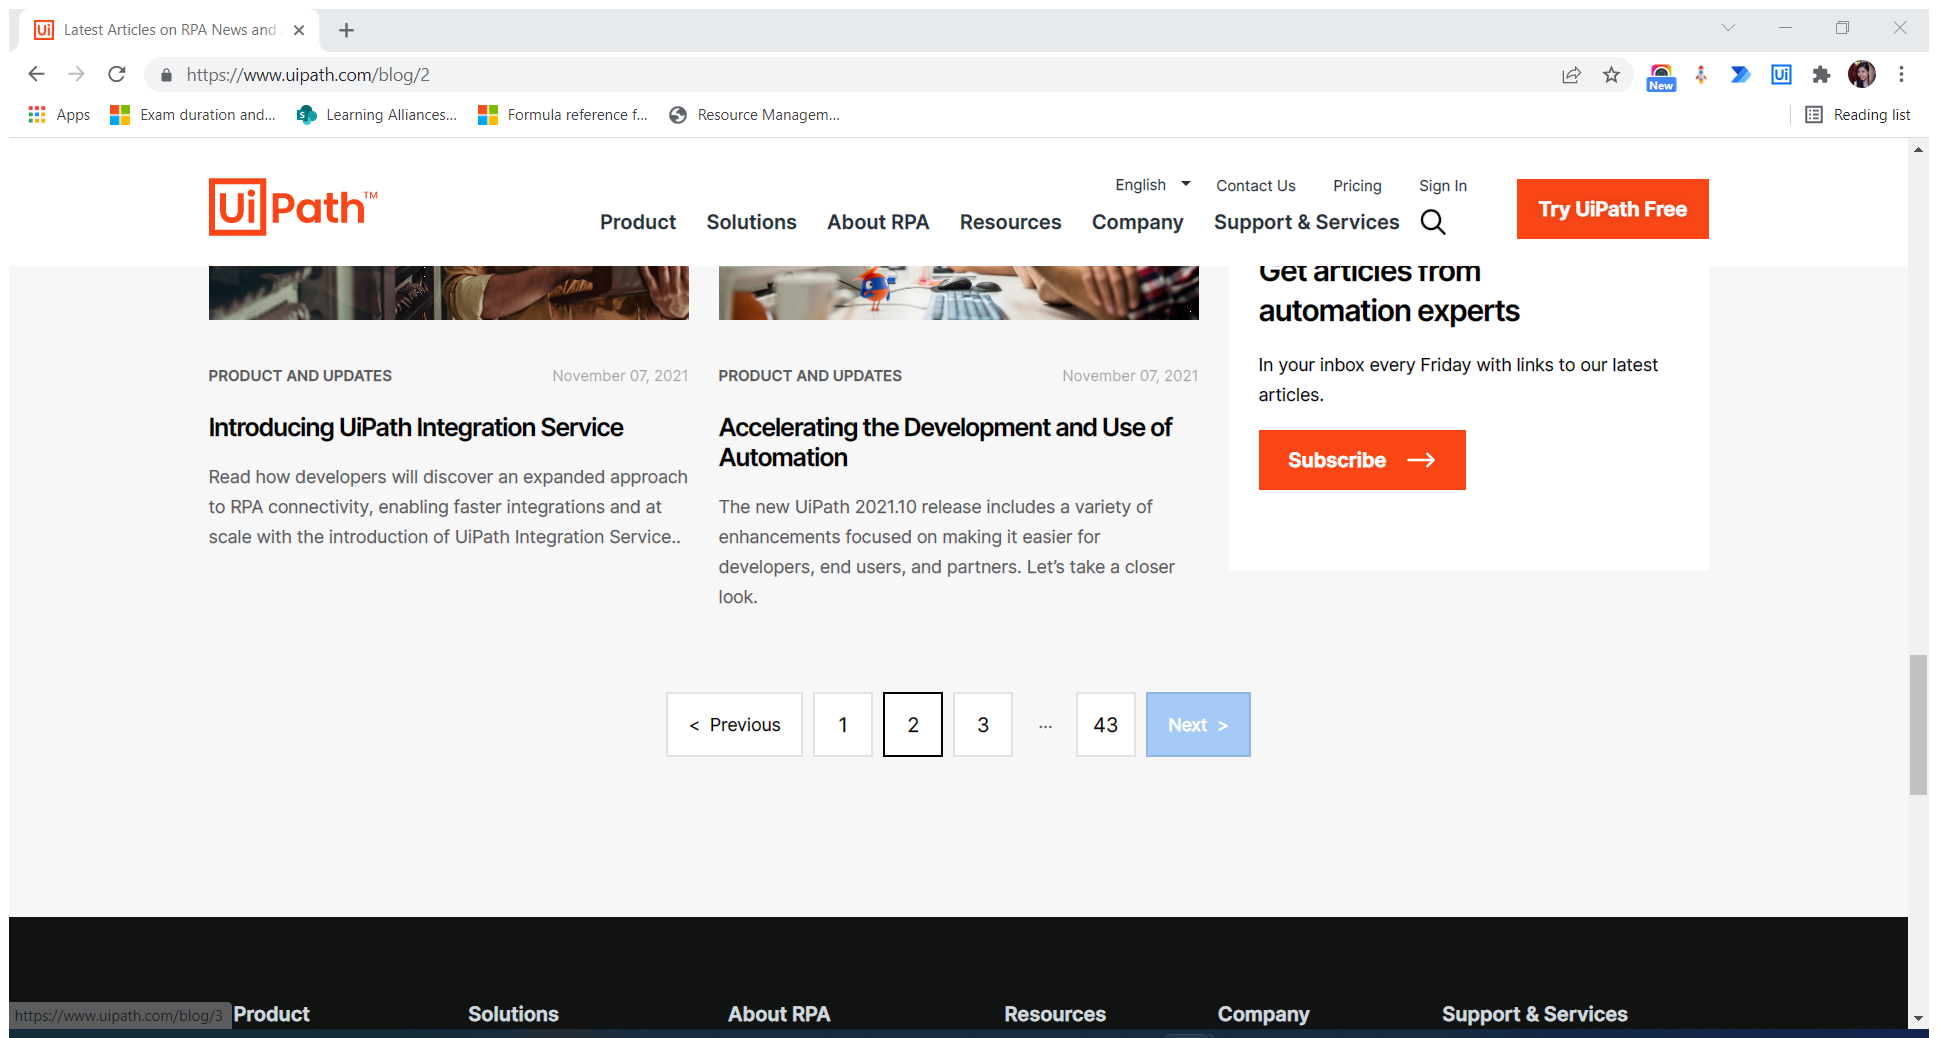 Ui Latest Articles on RPA News and
https://www.uipath.com/blog/2
New
Ui
Apps
Exam duration and...
S
Learning Alliances...
Formula reference f...
Resource Managem...
Reading list
UiPath™
English
Contact Us
Pricing
Sign In
Product
Solutions
About RPA
Resources
Company
Support & Services
Try UiPath Free
PRODUCT AND UPDATES
November 07, 2021
Introducing UiPath Integration Service
Read how developers will discover an expanded approach
to RPA connectivity, enabling faster integrations and at
scale with the introduction of UiPath Integration Service..
PRODUCT AND UPDATES
November 07, 2021
Accelerating the Development and Use of
Automation
The new UiPath 2021.10 release includes a variety of
enhancements focused on making it easier for
developers, end users, and partners. Let’s take a closer
look.
Get articles from
automation experts
In your inbox every Friday with links to our latest
articles.
Subscribe
< Previous
1
2
3
...
43
Next >
https://www.uipath.com/blog/3
Product
Solutions
About RPA
Resources
Company
Support & Services